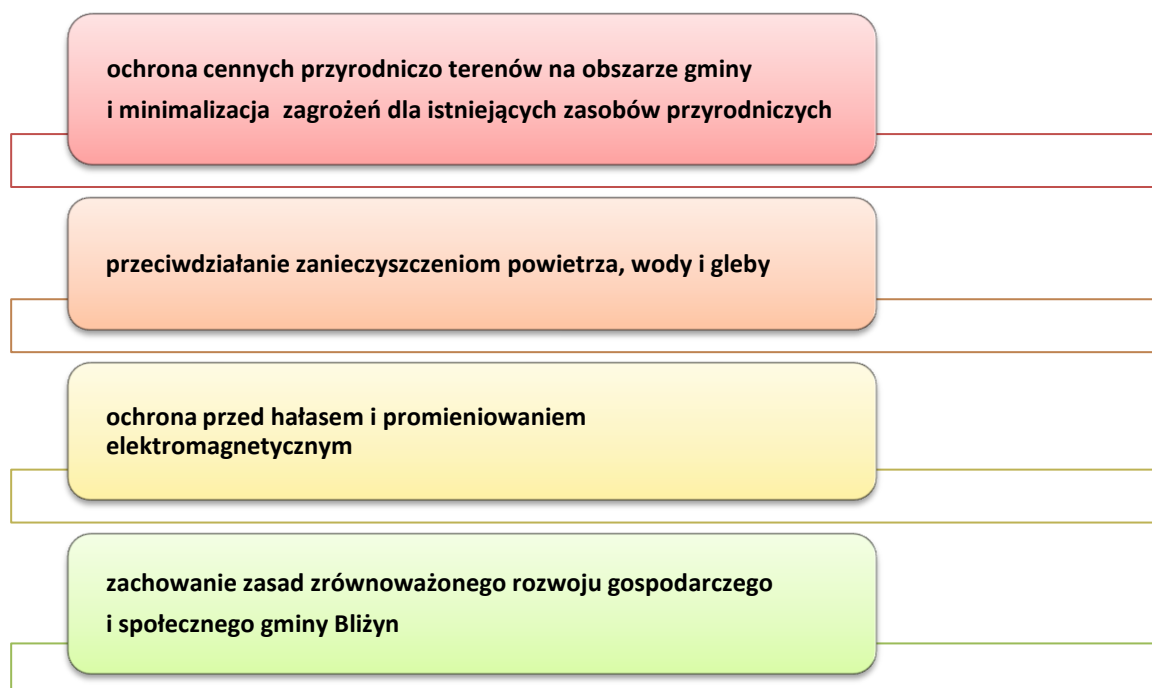 ochrona cennych przyrodniczo terenów na obszarze gminy
i minimalizacja zagrożeń dla istniejących zasobów przyrodniczych
przeciwdziałanie zanieczyszczeniom powietrza, wody i gleby
ochrona przed hałasem i promieniowaniem
elektromagnetycznym
zachowanie zasad zrównoważonego rozwoju gospodarczego
i społecznego gminy Bliżyn